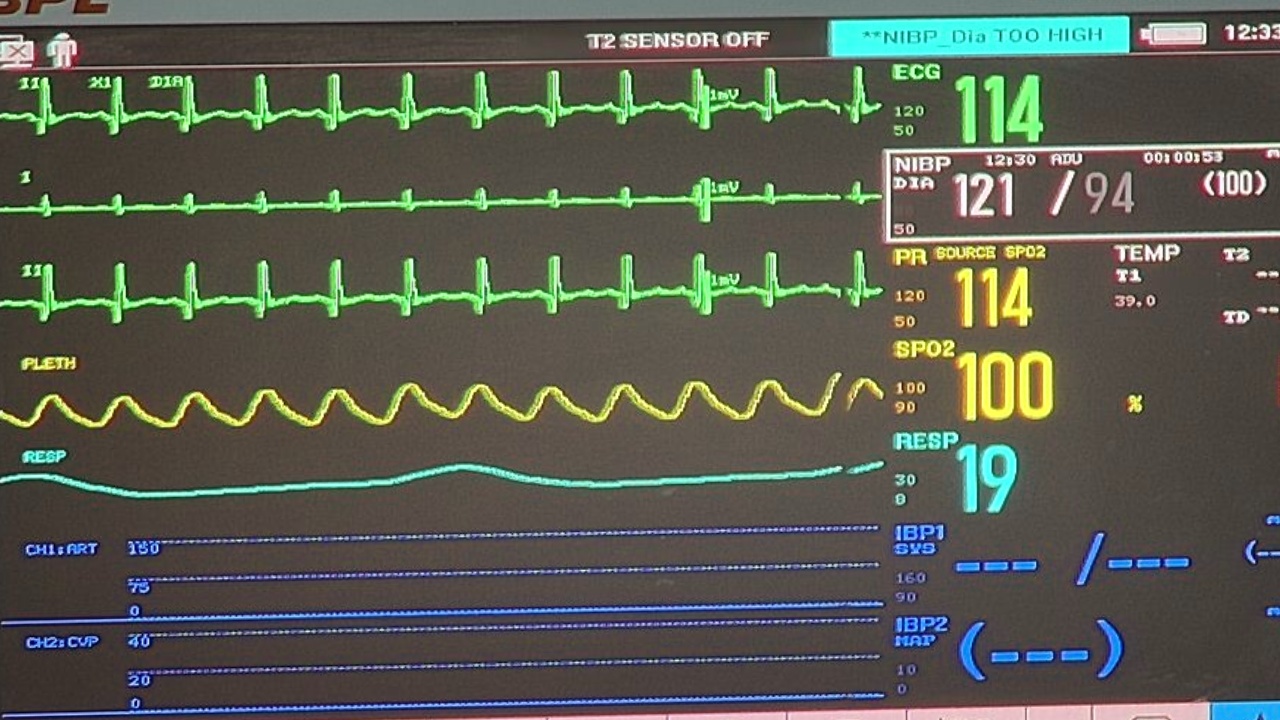 BPL
T2 SENSOR OFF **NIBP_Dia TOO HIGH 12:33
II X1 DIA 1mV
ECG 114
120
50
I 1mV
NIBP 12:30 ADU 00:00:53
DIA 121 / 94 (100)
50
II 1mV
PR SOURCE SPO2 TEMP T2
114 T1 --
120 39.0
50 TD --
PLETH
SPO2 100 %
100
90
RESP
RESP 19
30
8
CH1:ART 150
75
0
IBP1
SYS --- /--- (--
160
90
CH2:CVP 40
20
0
IBP2
MAP (---)
10
0